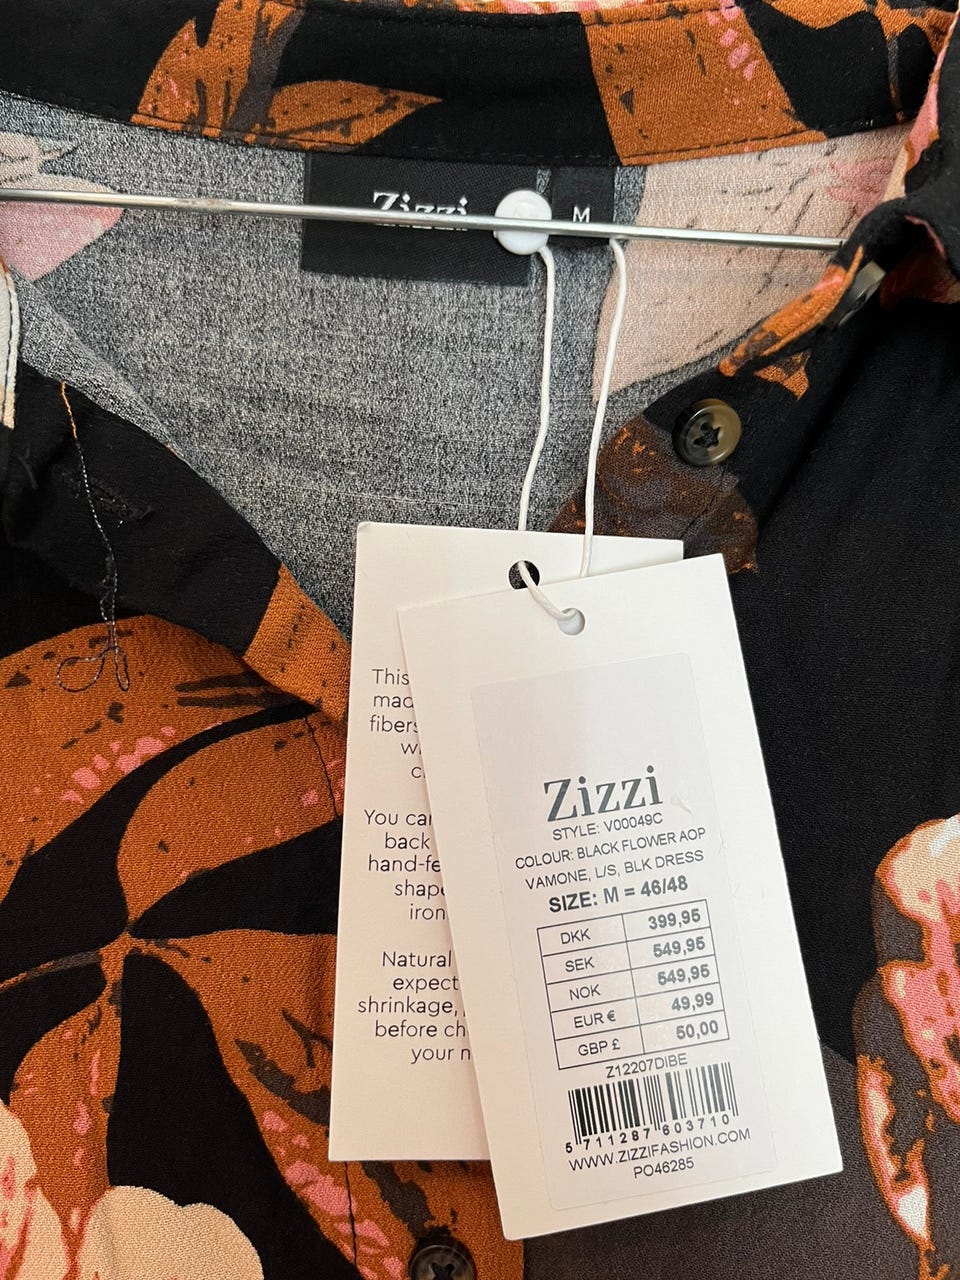 Zizzi
M
This
fibers
You can
back
hand-fe
shape
iron
Natural
expect
shrinkage,
before ch
your n
Zizzi
STYLE: V00049C
COLOUR: BLACK FLOWER AOP
VAMONE, L/S, BLK DRESS
SIZE: M = 46/48
DKK 399,95
SEK 549,95
NOK 549,95
EUR € 49,99
GBP £ 50,00
Z12207DIBE
5 711287 603710
WWW.ZIZZIFASHION.COM
PO46285